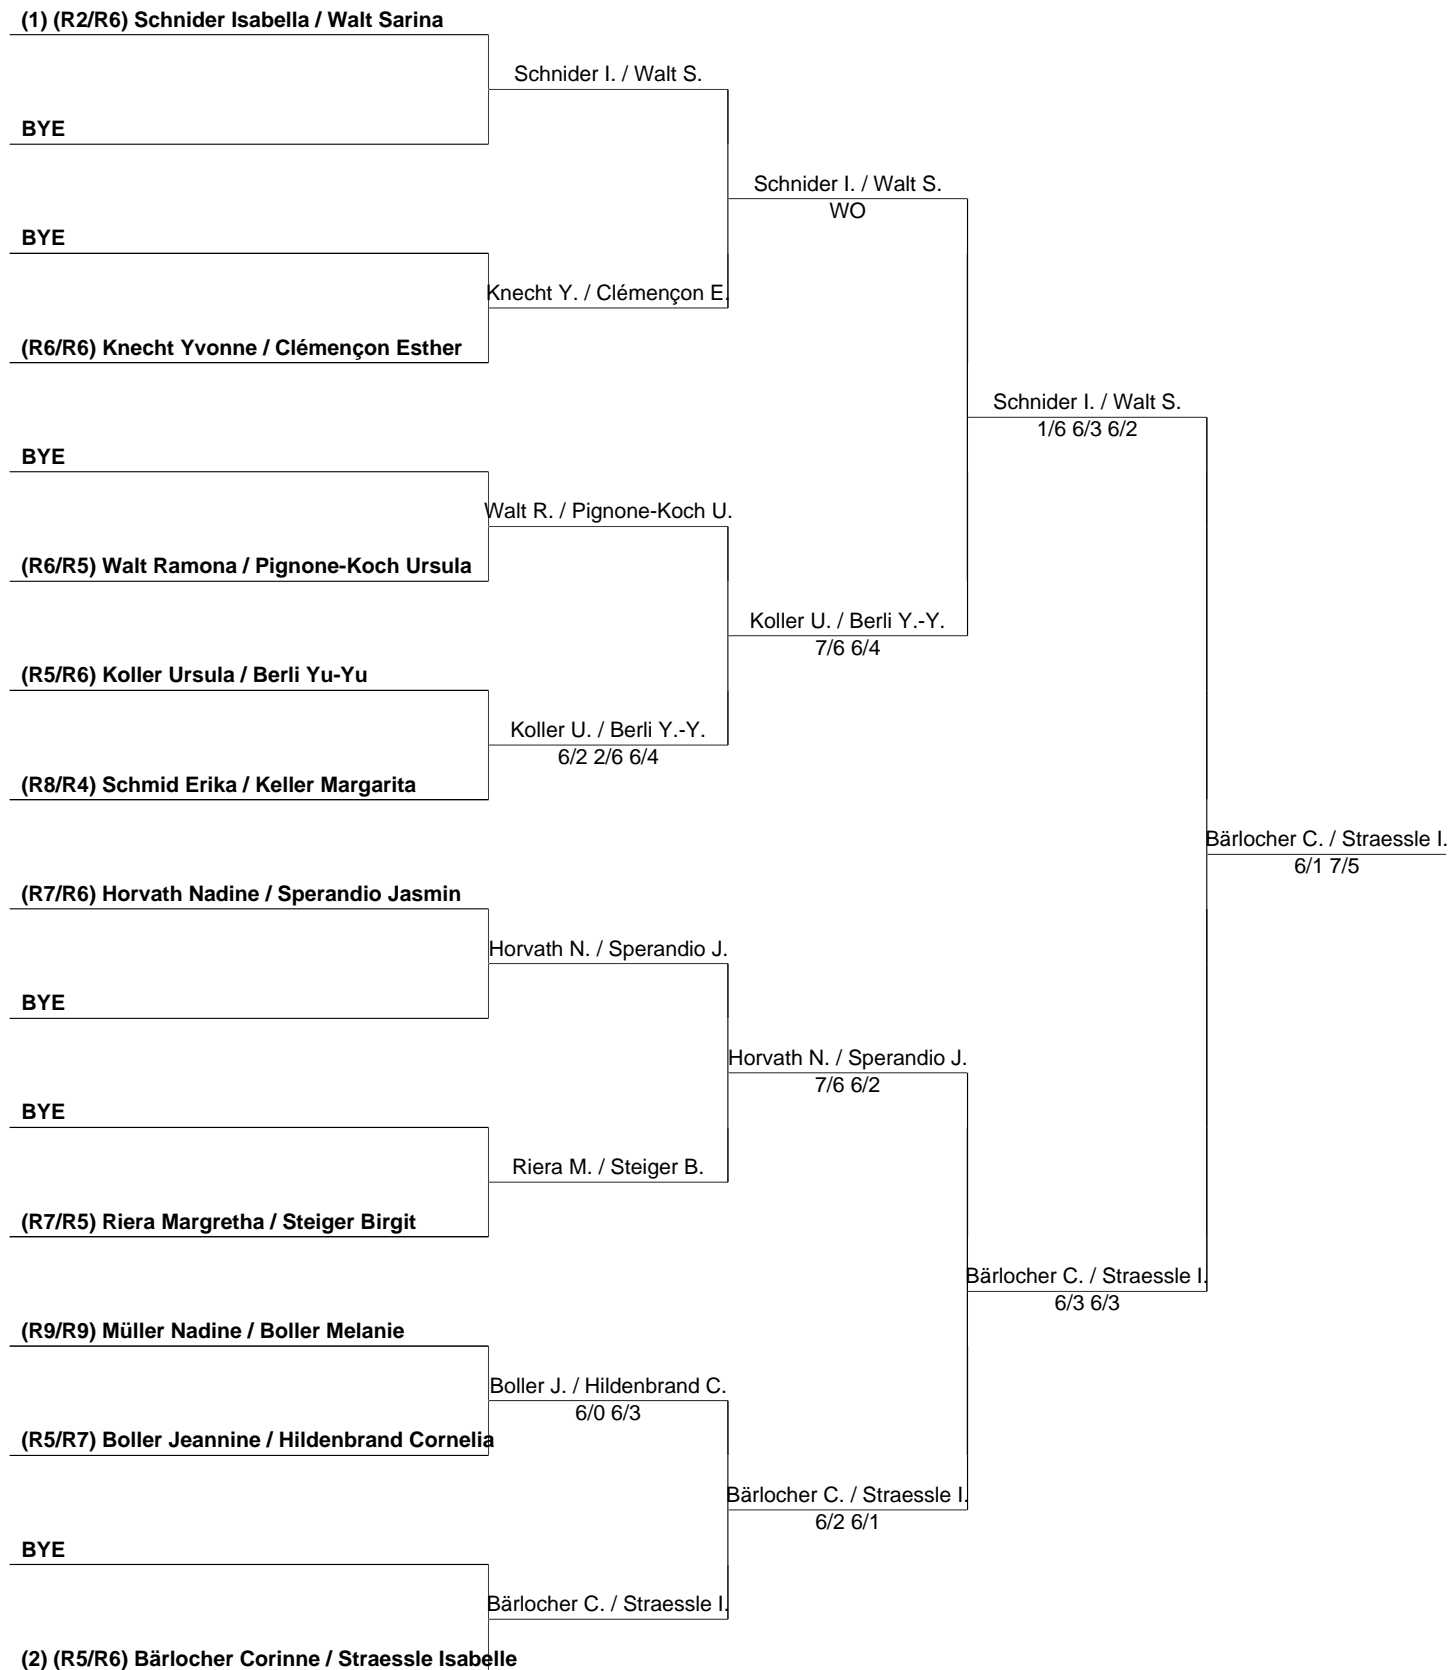 (1) (R2/R6) Schnider Isabella / Walt Sarina
Schnider I. / Walt S.
BYE
Schnider I. / Walt S.
WO
BYE
Knecht Y. / Clémençon E.
(R6/R6) Knecht Yvonne / Clémençon Esther
Schnider I. / Walt S.
1/6 6/3 6/2
BYE
Walt R. / Pignone-Koch U.
(R6/R5) Walt Ramona / Pignone-Koch Ursula
Koller U. / Berli Y.-Y.
7/6 6/4
(R5/R6) Koller Ursula / Berli Yu-Yu
Koller U. / Berli Y.-Y.
6/2 2/6 6/4
(R8/R4) Schmid Erika / Keller Margarita
Bärlocher C. / Straessle I.
6/1 7/5
(R7/R6) Horvath Nadine / Sperandio Jasmin
Horvath N. / Sperandio J.
BYE
Horvath N. / Sperandio J.
7/6 6/2
BYE
Riera M. / Steiger B.
(R7/R5) Riera Margretha / Steiger Birgit
Bärlocher C. / Straessle I.
6/3 6/3
(R9/R9) Müller Nadine / Boller Melanie
Boller J. / Hildenbrand C.
6/0 6/3
(R5/R7) Boller Jeannine / Hildenbrand Cornelia
Bärlocher C. / Straessle I.
6/2 6/1
BYE
Bärlocher C. / Straessle I.
(2) (R5/R6) Bärlocher Corinne / Straessle Isabelle